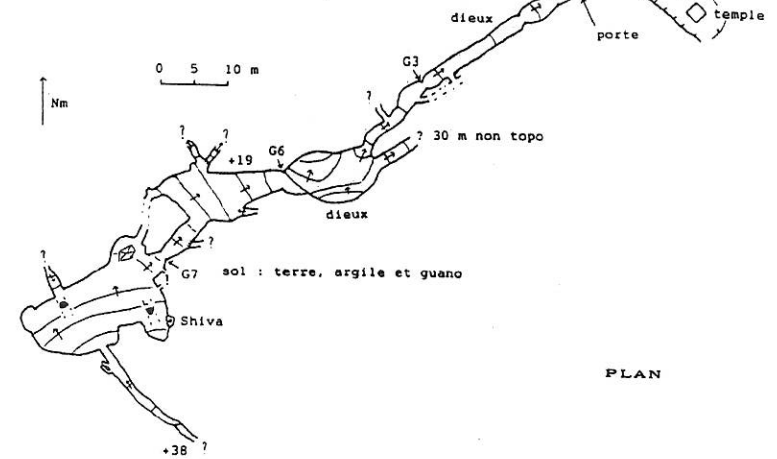 dieux
temple
porte
G3
0 5 10 m
Nm
?
? 30 m non topo
? ?
+19
G6
dieux
?
?
G7
sol : terre, argile et guano
!
Shiva
PLAN
+38 ?